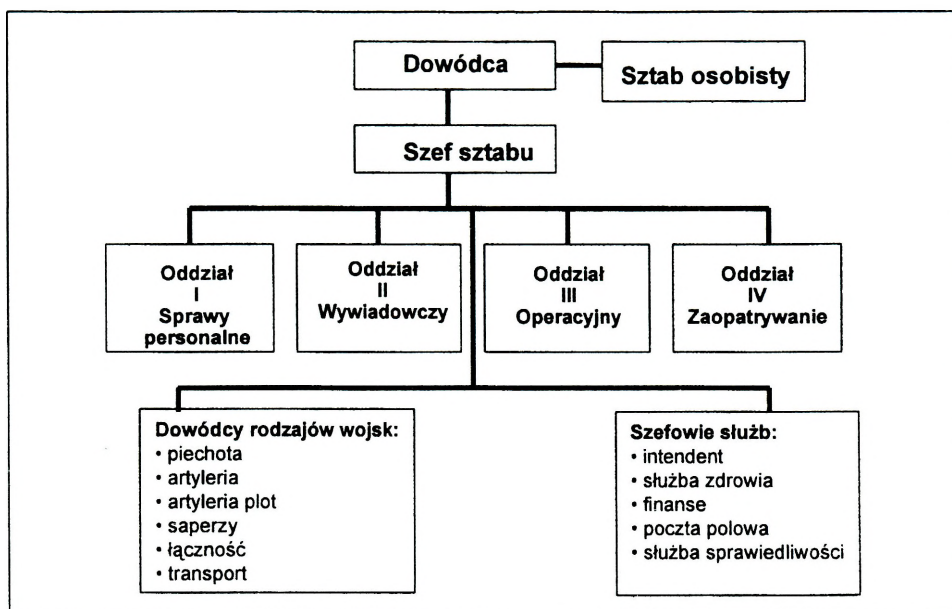 Dowódca
Sztab osobisty
Szef sztabu
Oddział
I
Sprawy
personalne
Oddział
II
Wywiadowczy
Oddział
III
Operacyjny
Oddział
IV
Zaopatrywanie
Dowódcy rodzajów wojsk:
• piechota
• artyleria
• artyleria plot
• saperzy
• łączność
• transport
Szefowie służb:
• intendent
• służba zdrowia
• finanse
• poczta polowa
• służba sprawiedliwości